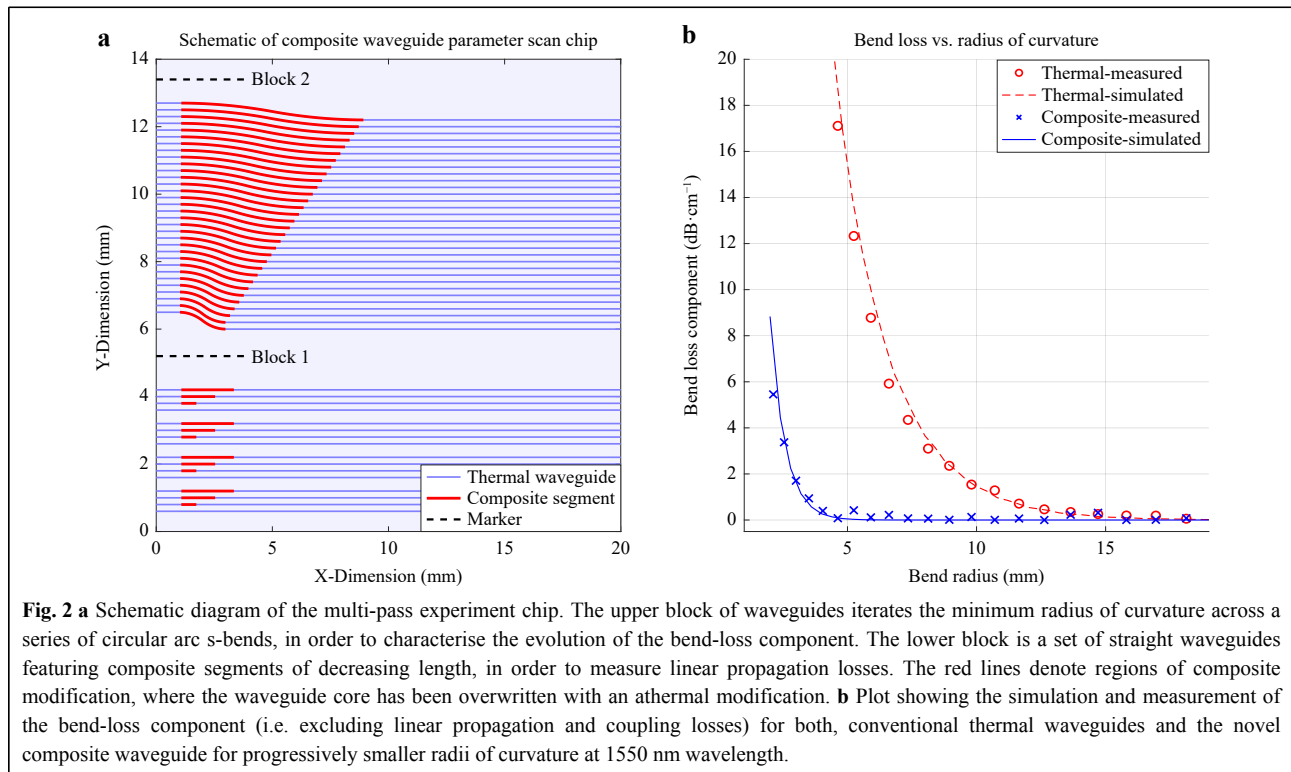 a
Schematic of composite waveguide parameter scan chip
14
12
10
8
6
4
2
0
Y-Dimension (mm)
Block 2
Block 1
Thermal waveguide
Composite segment
Marker
0
5
10
15
20
X-Dimension (mm)
b
Bend loss vs. radius of curvature
20
18
16
14
12
10
8
6
4
2
0
Bend loss component (dB·cm⁻¹)
Thermal-measured
Thermal-simulated
Composite-measured
Composite-simulated
5
10
15
Bend radius (mm)
Fig. 2 a Schematic diagram of the multi-pass experiment chip. The upper block of waveguides iterates the minimum radius of curvature across a
series of circular arc s-bends, in order to characterise the evolution of the bend-loss component. The lower block is a set of straight waveguides
featuring composite segments of decreasing length, in order to measure linear propagation losses. The red lines denote regions of composite
modification, where the waveguide core has been overwritten with an athermal modification. b Plot showing the simulation and measurement of
the bend-loss component (i.e. excluding linear propagation and coupling losses) for both, conventional thermal waveguides and the novel
composite waveguide for progressively smaller radii of curvature at 1550 nm wavelength.